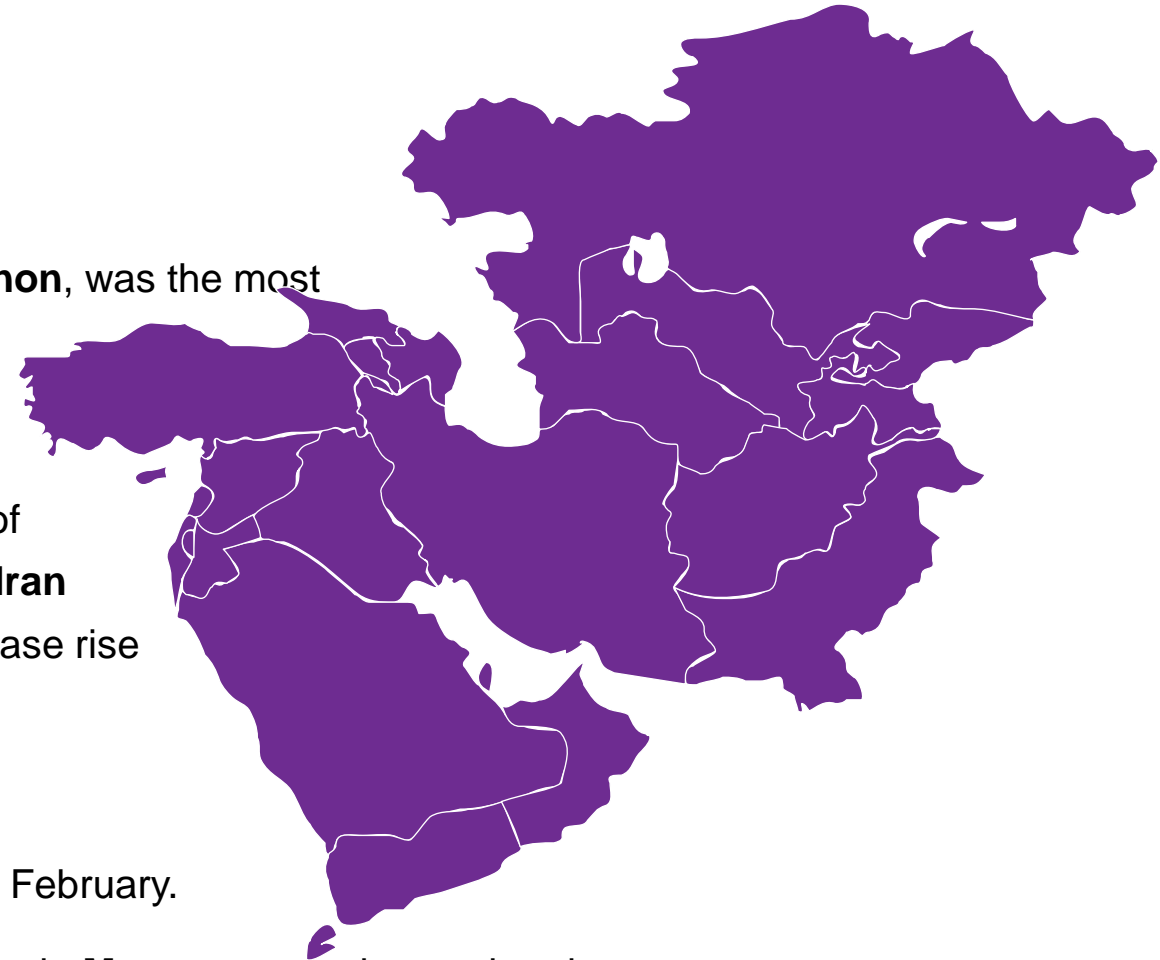 non, was the most
of
Iran
ase rise
February.